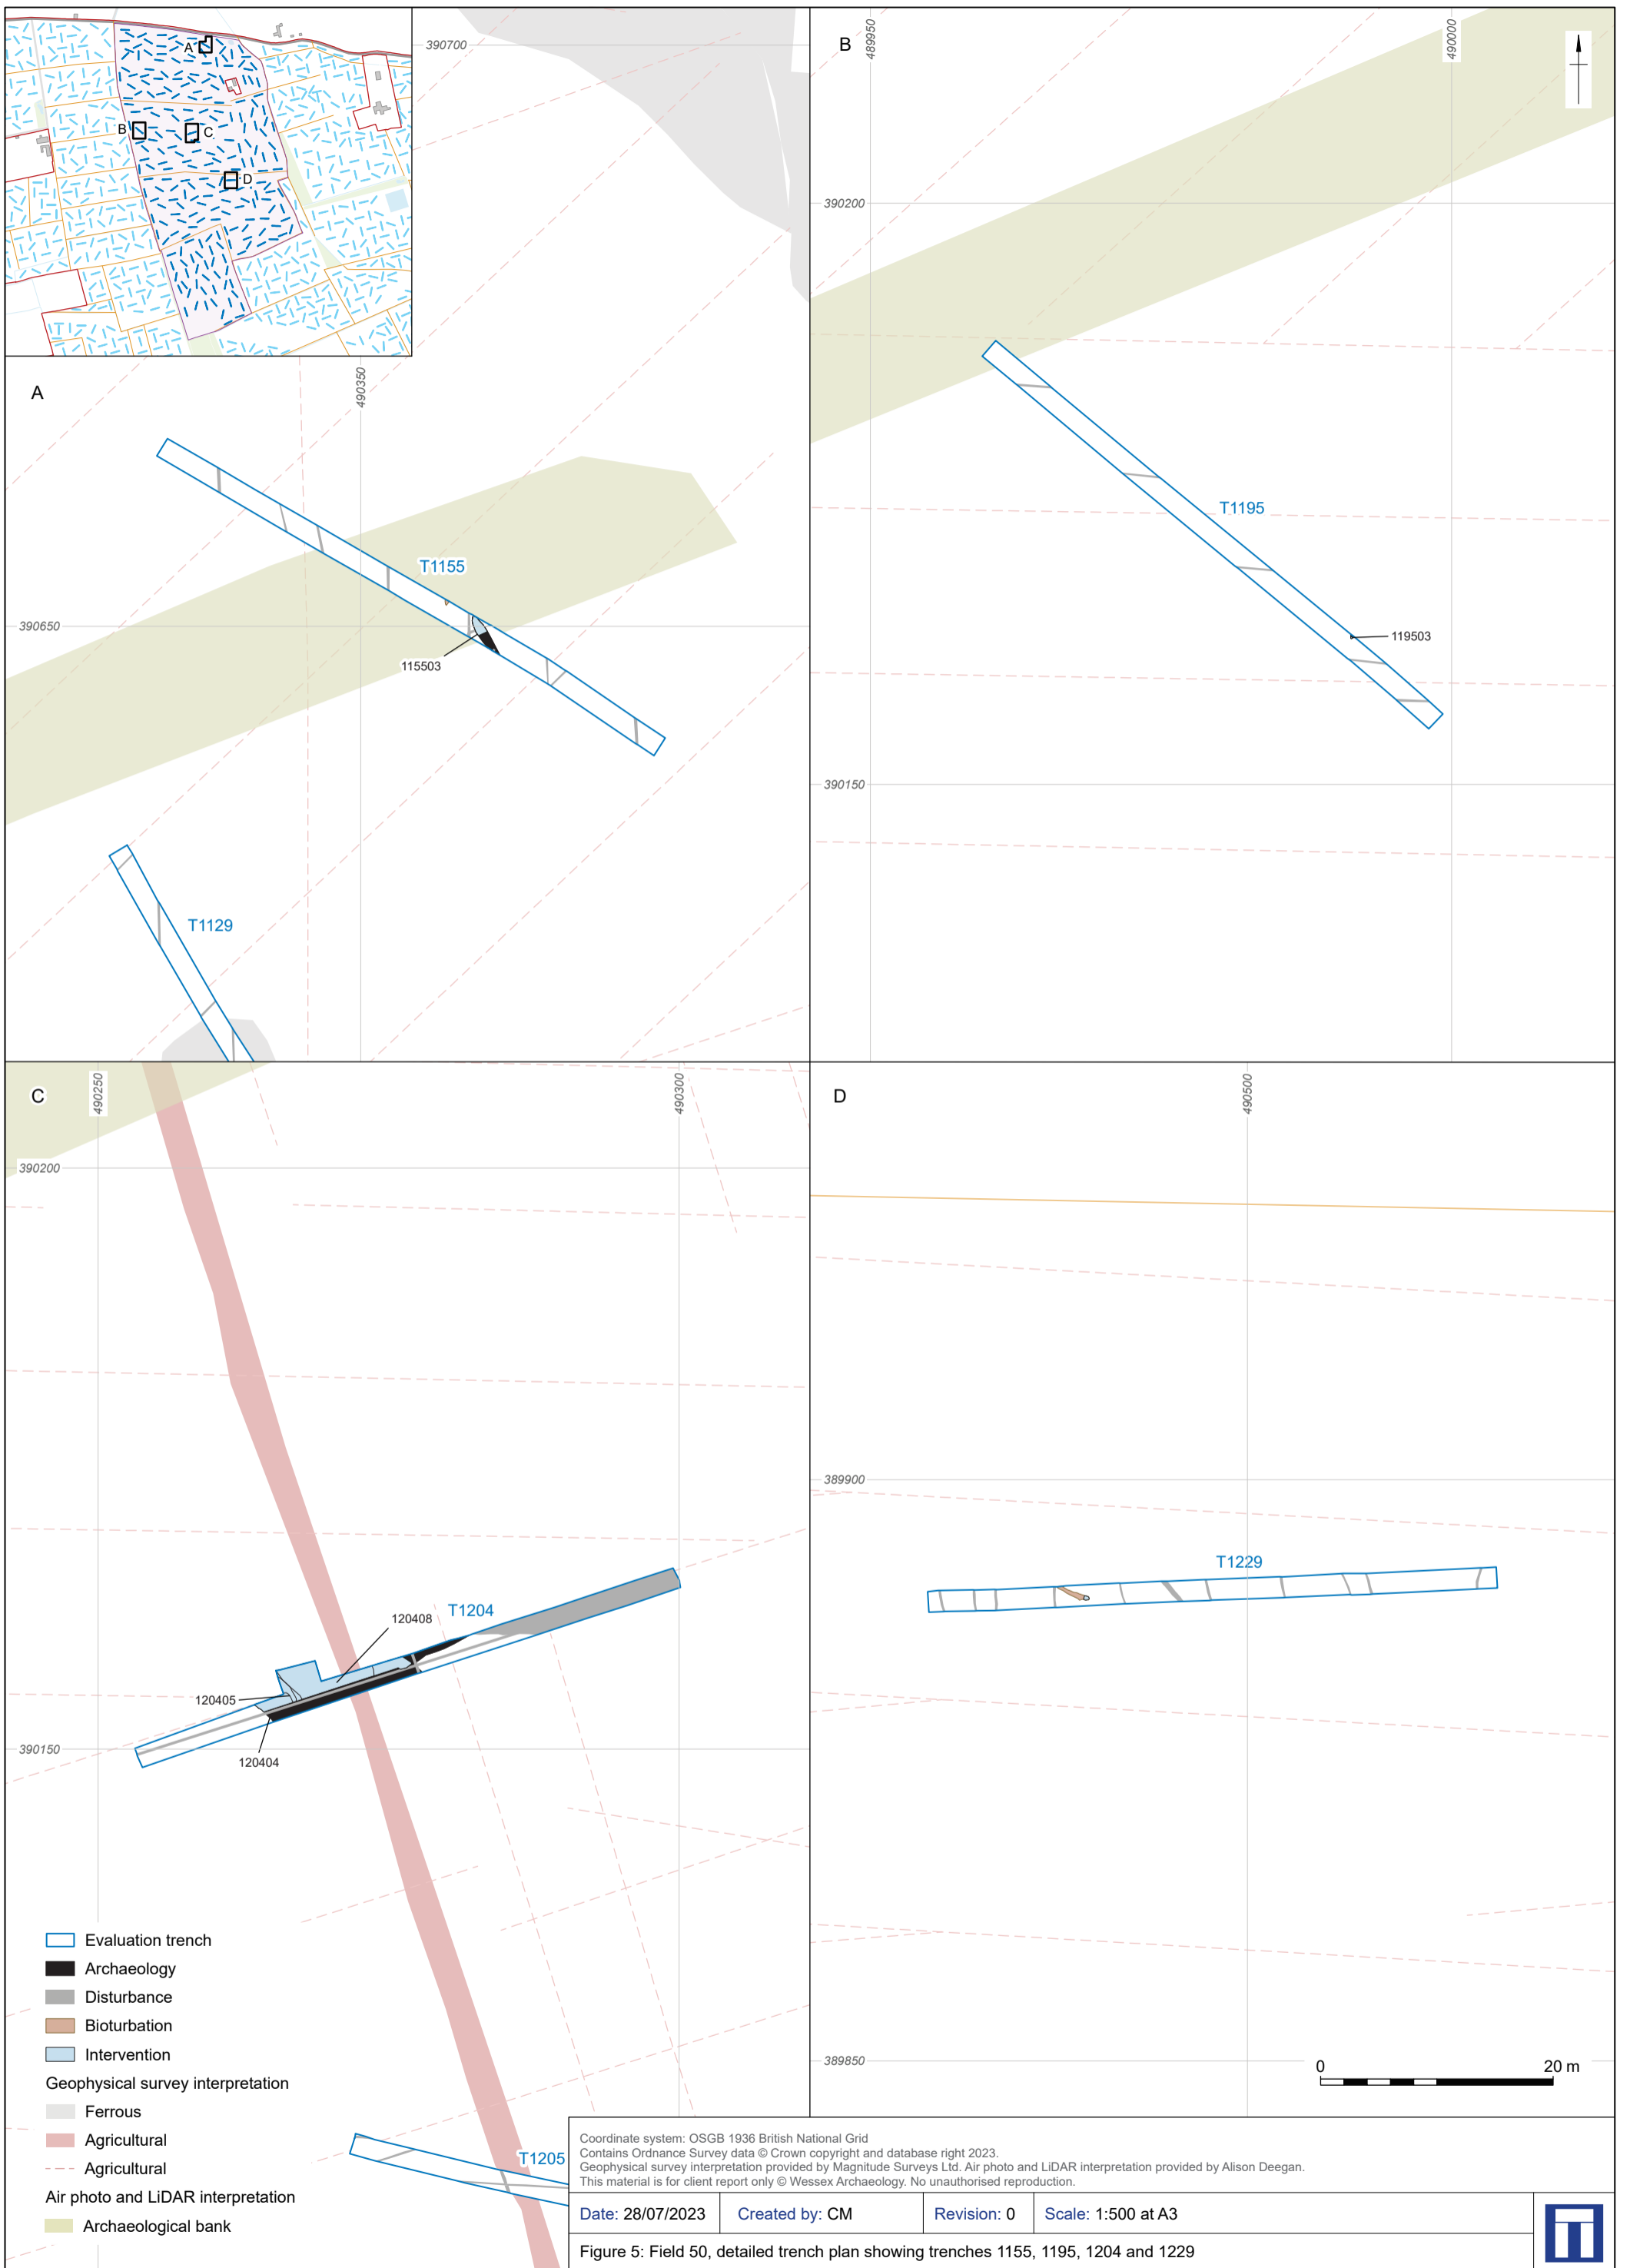 A
B
C
D
390700
A
490350
T1155
390650
115503
T1129
B
489950
490000
390200
T1195
119503
390150
C
490250
490300
390200
T1204
120408
120405
120404
390150
T1205
D
490500
389900
T1229
389850
0 20 m
Evaluation trench
Archaeology
Disturbance
Bioturbation
Intervention
Geophysical survey interpretation
Ferrous
Agricultural
Agricultural
Air photo and LiDAR interpretation
Archaeological bank
Coordinate system: OSGB 1936 British National Grid
Contains Ordnance Survey data © Crown copyright and database right 2023.
Geophysical survey interpretation provided by Magnitude Surveys Ltd. Air photo and LiDAR interpretation provided by Alison Deegan.
This material is for client report only © Wessex Archaeology. No unauthorised reproduction.
Date: 28/07/2023 Created by: CM Revision: 0 Scale: 1:500 at A3
Figure 5: Field 50, detailed trench plan showing trenches 1155, 1195, 1204 and 1229